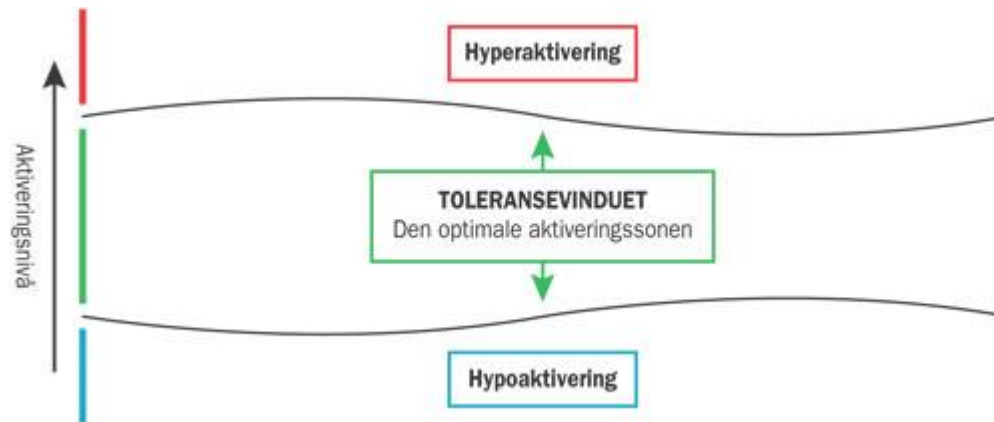 Hyperaktivering
Aktiveringsnivå
TOLERANSEVINDUET
Den optimale aktiveringssonen
Hypoaktivering